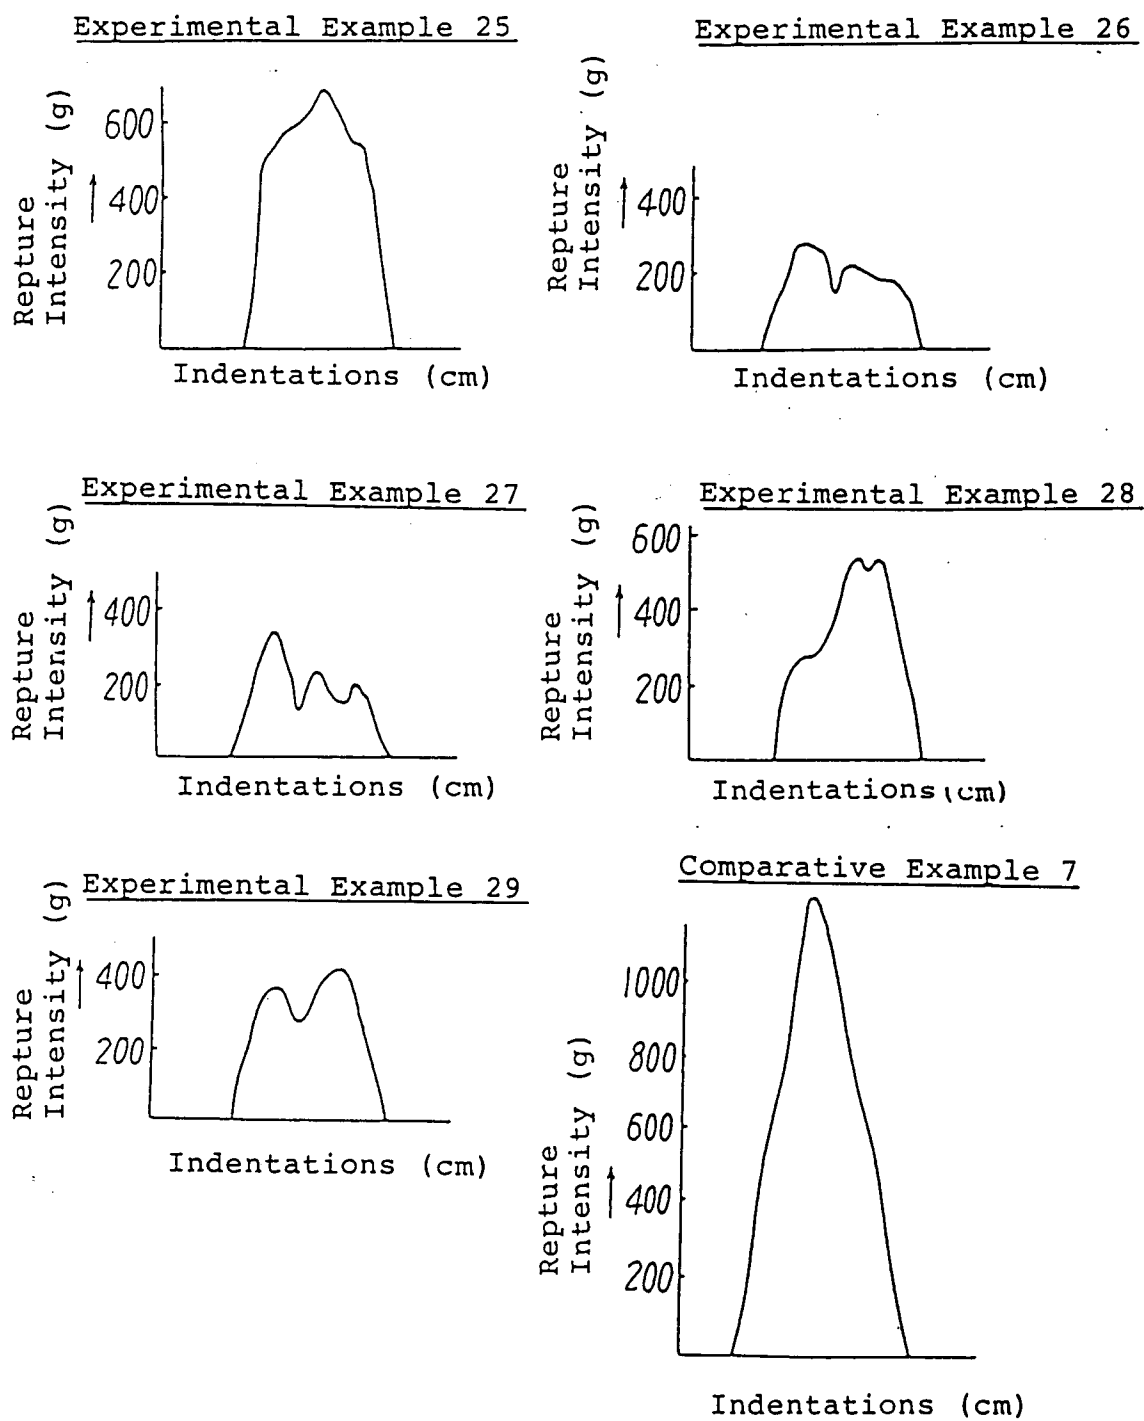 Experimental Example 25
Repture
Intensity (g)
600
400
200
Indentations (cm)
Experimental Example 26
Repture
Intensity (g)
400
200
Indentations (cm)
Experimental Example 27
Repture
Intensity (g)
400
200
Indentations (cm)
Experimental Example 28
Repture
Intensity (g)
600
400
200
Indentations (cm)
Experimental Example 29
Repture
Intensity (g)
400
200
Indentations (cm)
Comparative Example 7
Repture
Intensity (g)
1000
800
600
400
200
Indentations (cm)